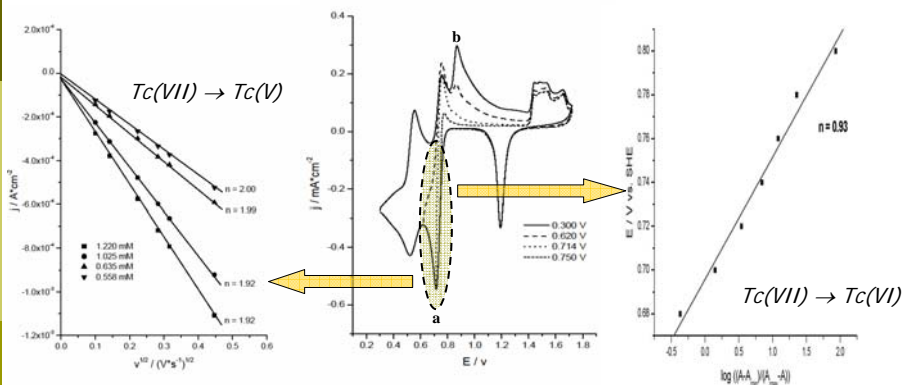 2.0x10⁻⁴
0.0
-2.0x10⁻⁴
-4.0x10⁻⁴
-6.0x10⁻⁴
-8.0x10⁻⁴
-1.0x10⁻³
-1.2x10⁻³
j / A*cm⁻²
Tc(VII) → Tc(V)
n = 2.00
n = 1.99
n = 1.92
n = 1.92
1.220 mM
1.025 mM
0.635 mM
0.558 mM
0.0 0.1 0.2 0.3 0.4 0.5 0.6
v¹ᐟ² / (V*s⁻¹)¹ᐟ²
0.4
0.2
0.0
-0.2
-0.4
-0.6
j / mA*cm⁻²
b
a
0.300 V
0.620 V
0.714 V
0.750 V
0.2 0.4 0.6 0.8 1.0 1.2 1.4 1.6 1.8
E / v
0.80
0.78
0.76
0.74
0.72
0.70
0.68
E / V vs. SHE
n = 0.93
Tc(VII) → Tc(VI)
-0.5 0.0 0.5 1.0 1.5 2.0